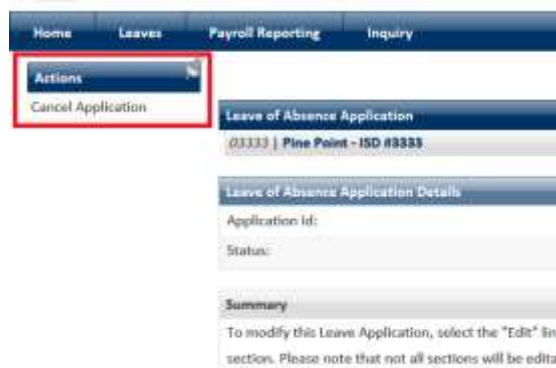 Home Leaves Payroll Reporting Inquiry
Actions
Cancel Application
Leave of Absence Application
03333 | Pine Point - ISD #3333
Leave of Absence Application Details
Application Id:
Status:
Summary
To modify this Leave Application, select the "Edit" lin
section. Please note that not all sections will be edita